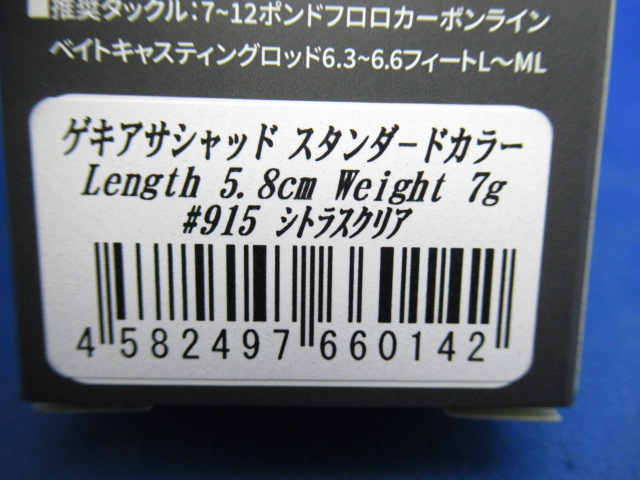 ■推奨タックル:7~12ポンドフロロカーボンライン
ベイトキャスティングロッド6.3~6.6フィートL~ML
ゲキアサシャッド スタンダードカラー
Length 5.8cm Weight 7g
#915 シトラスクリア
4 582497 660142